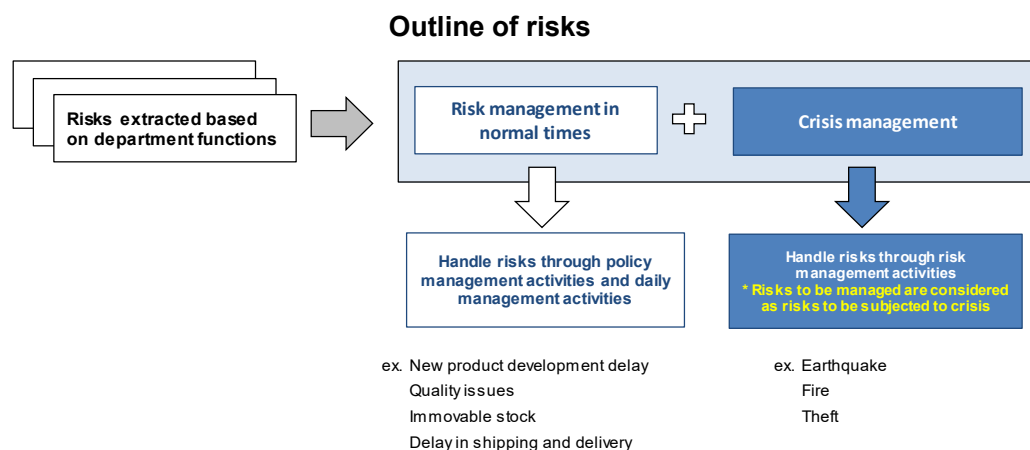 Outline of risks
Risks extracted based
on department functions
Risk management in
normal times
Crisis management
Handle risks through policy
management activities and daily
management activities
Handle risks through risk
management activities
* Risks to be managed are considered
as risks to be subjected to crisis
ex. New product development delay
Quality issues
Immovable stock
Delay in shipping and delivery
ex. Earthquake
Fire
Theft